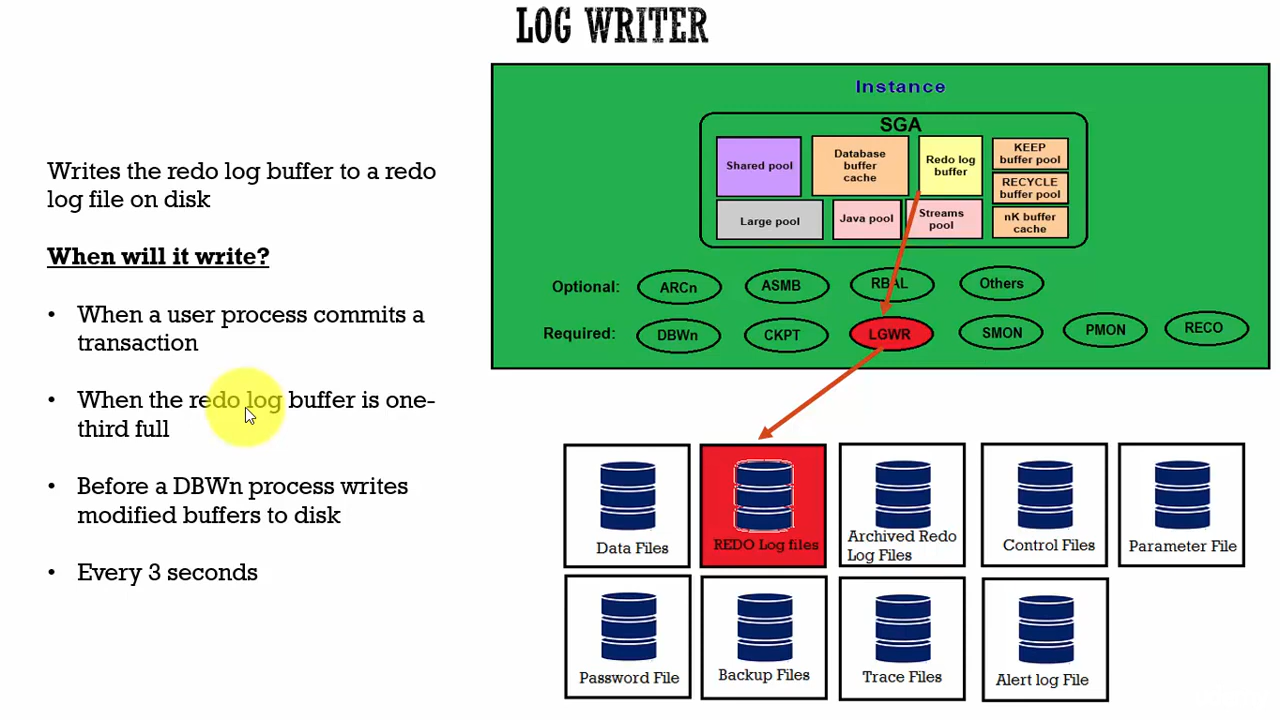 LOG WRITER
Writes the redo log buffer to a redo
log file on disk
When will it write?
• When a user process commits a
transaction
• When the redo log buffer is one-
third full
• Before a DBWn process writes
modified buffers to disk
• Every 3 seconds
Instance
SGA
Shared pool
Database
buffer
cache
Redo log
buffer
KEEP
buffer pool
RECYCLE
buffer pool
Large pool
Java pool
Streams
pool
nK buffer
cache
Optional: ARCn ASMB RBAL Others
Required: DBWn CKPT LGWR SMON PMON RECO
Data Files
REDO Log files
Archived Redo
Log Files
Control Files
Parameter File
Password File
Backup Files
Trace Files
Alert log File